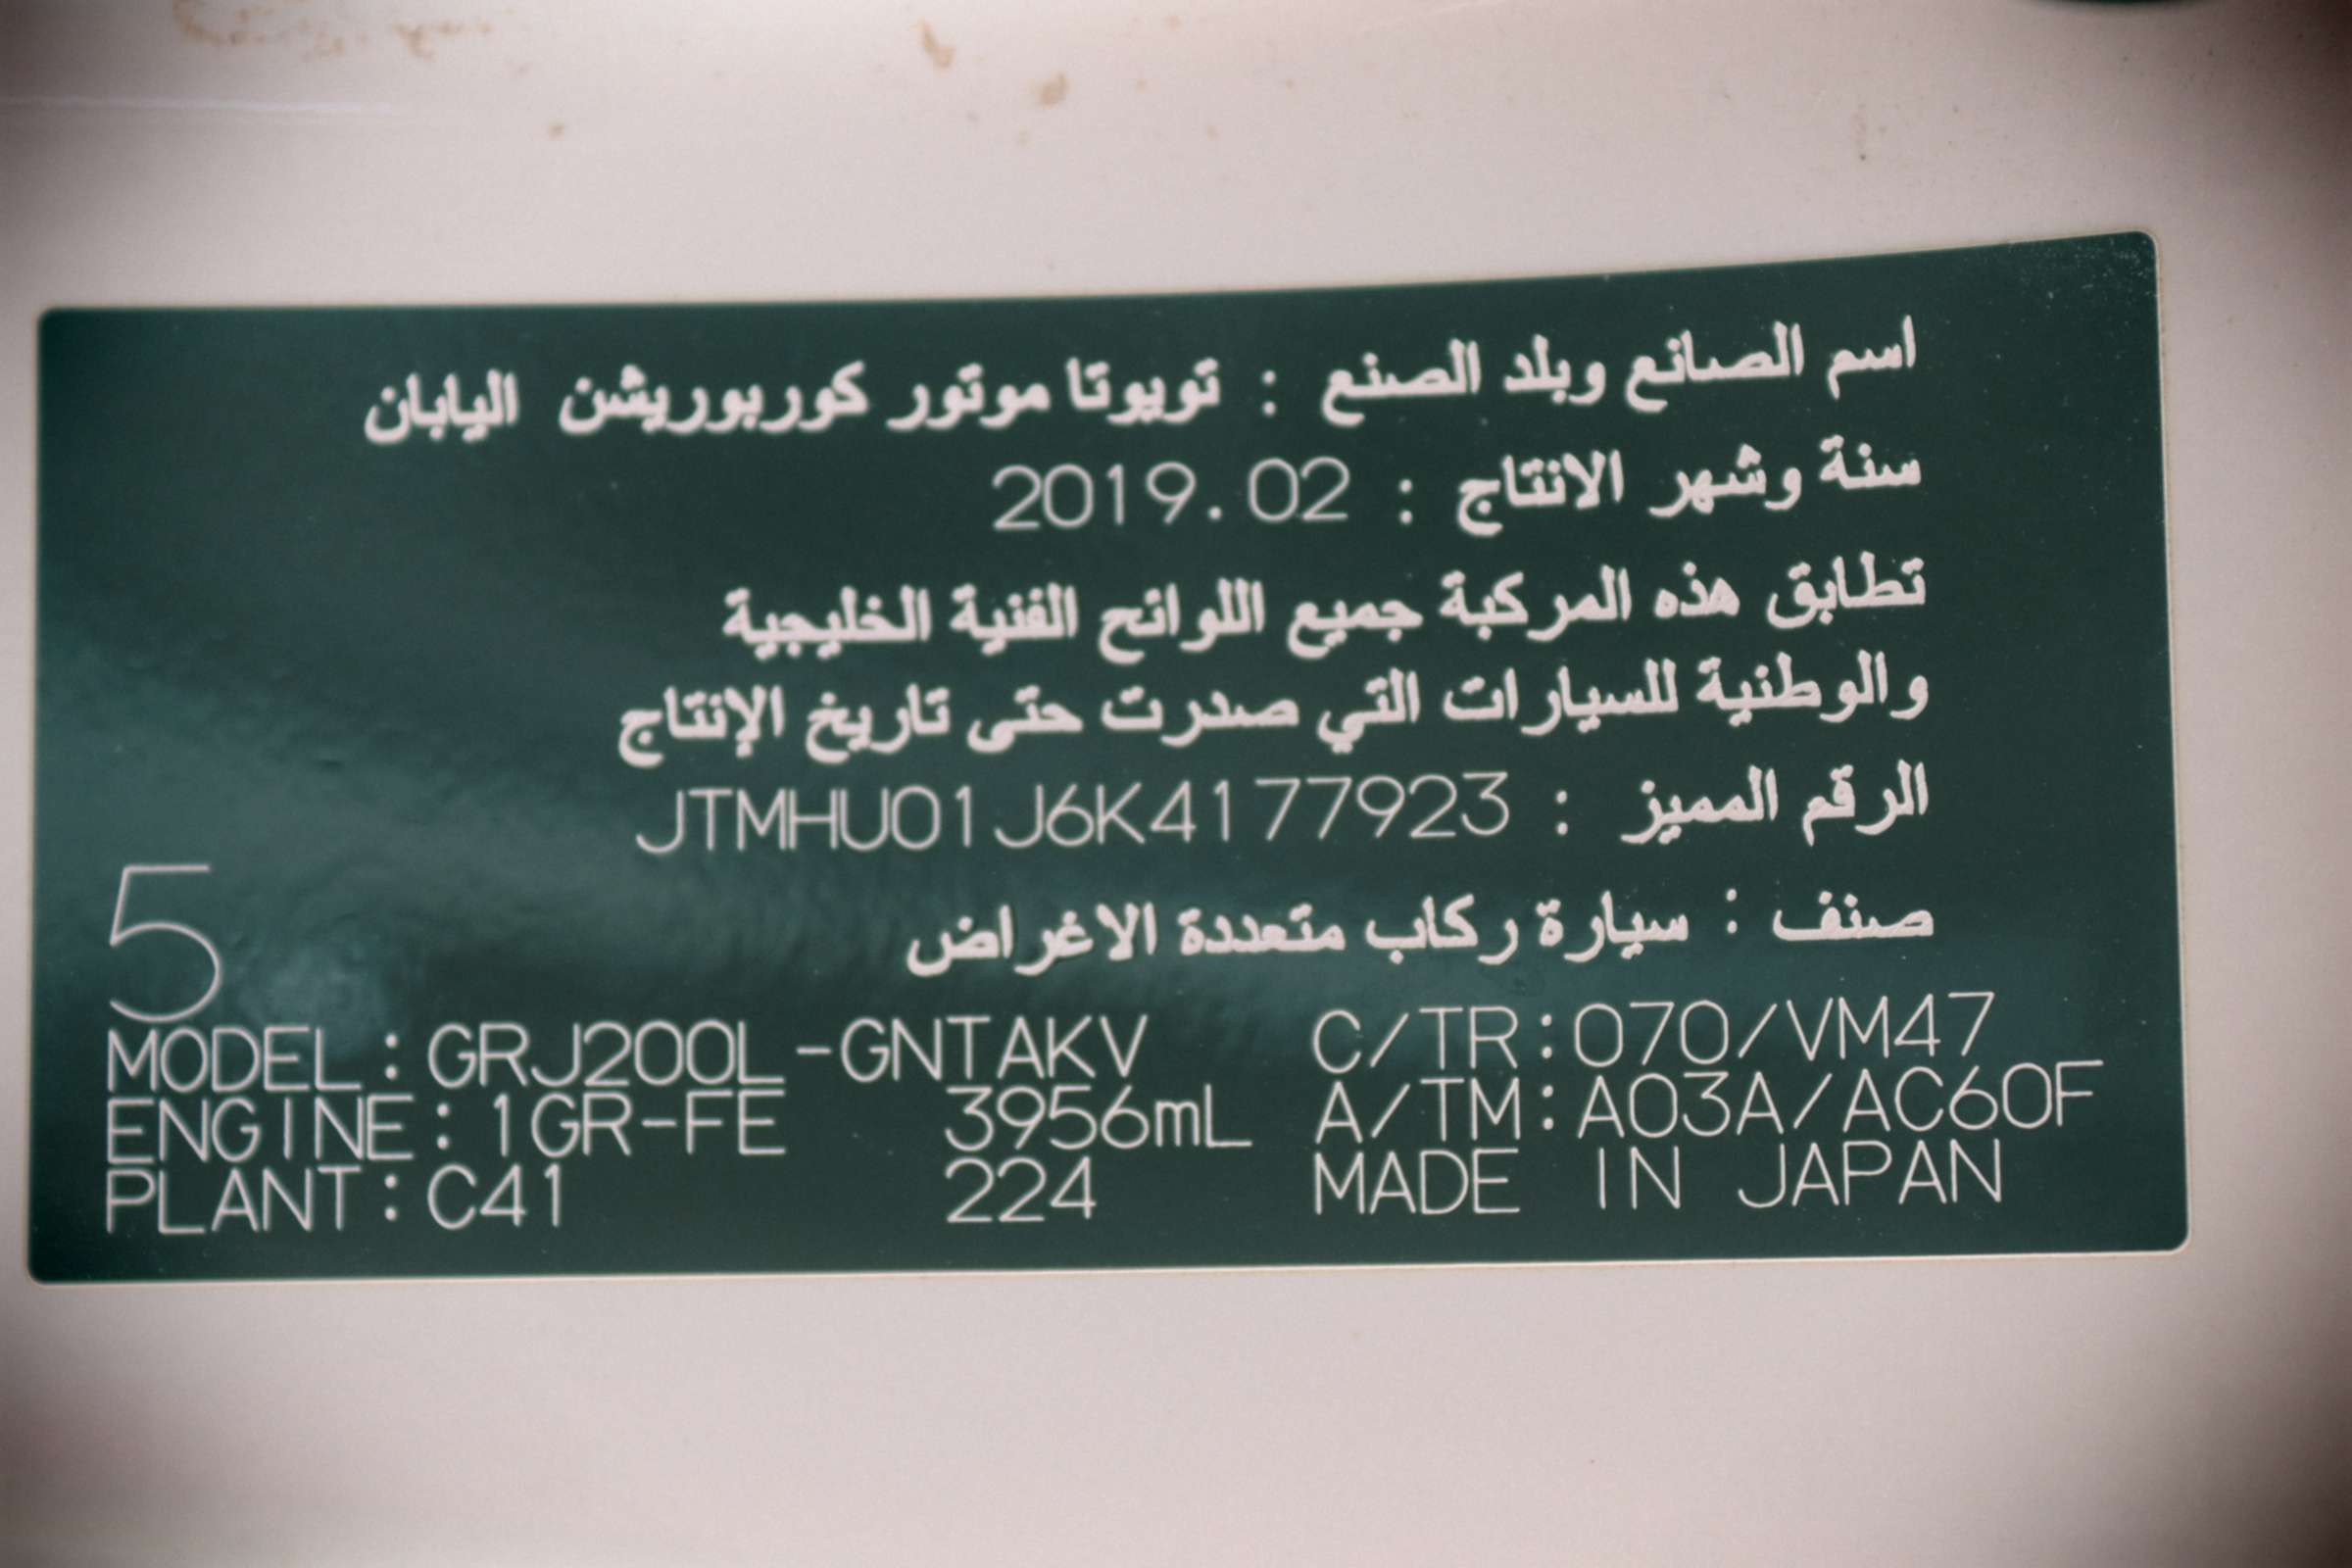 اسم الصانع وبلد الصنع : تويوتا موتور كوربوريشن اليابان
سنة وشهر الانتاج : 2019.02
تطابق هذه المركبة جميع اللوائح الفنية الخليجية
والوطنية للسيارات التي صدرت حتى تاريخ الإنتاج
الرقم المميز : JTMHU01J6K4177923
صنف : سيارة ركاب متعددة الاغراض
5
MODEL:GRJ200L-GNTAKV C/TR:070/VM47
ENGINE:1GR-FE 3956mL A/TM:A03A/AC60F
PLANT:C41 224 MADE IN JAPAN